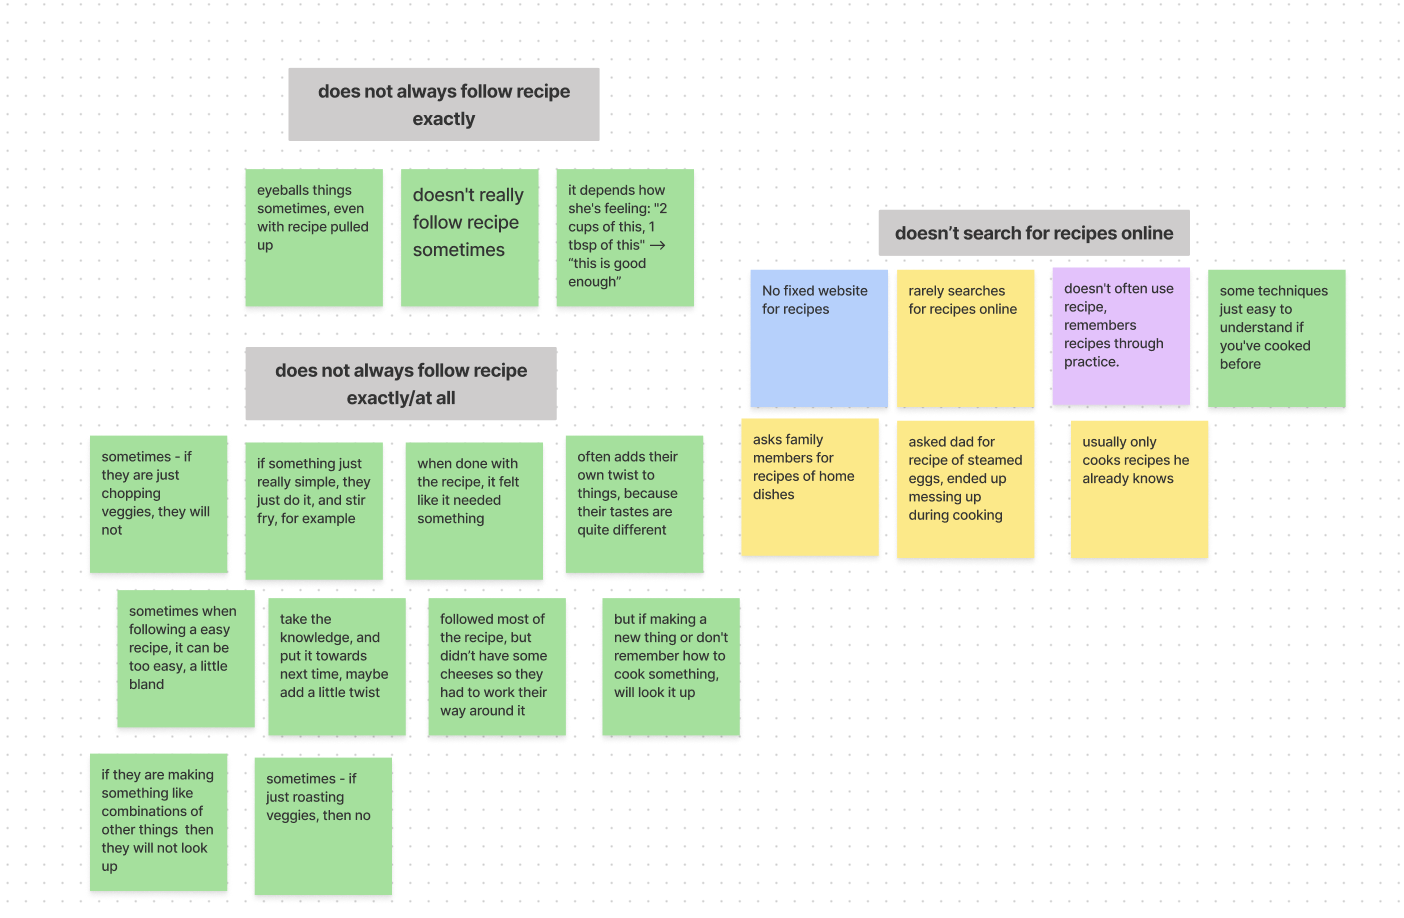 does not always follow recipe
exactly
eyeballs things
sometimes, even
with recipe pulled
up
doesn't really
follow recipe
sometimes
it depends how
she's feeling: "2
cups of this, 1
tbsp of this" →
“this is good
enough”
does not always follow recipe
exactly/at all
sometimes - if
they are just
chopping
veggies, they will
not
if something just
really simple, they
just do it, and stir
fry, for example
when done with
the recipe, it felt
like it needed
something
often adds their
own twist to
things, because
their tastes are
quite different
sometimes when
following a easy
recipe, it can be
too easy, a little
bland
take the
knowledge, and
put it towards
next time, maybe
add a little twist
followed most of
the recipe, but
didn’t have some
cheeses so they
had to work their
way around it
but if making a
new thing or don't
remember how to
cook something,
will look it up
if they are making
something like
combinations of
other things then
they will not look
up
sometimes - if
just roasting
veggies, then no
doesn’t search for recipes online
No fixed website
for recipes
rarely searches
for recipes online
doesn't often use
recipe,
remembers
recipes through
practice.
some techniques
just easy to
understand if
you've cooked
before
asks family
members for
recipes of home
dishes
asked dad for
recipe of steamed
eggs, ended up
messing up
during cooking
usually only
cooks recipes he
already knows